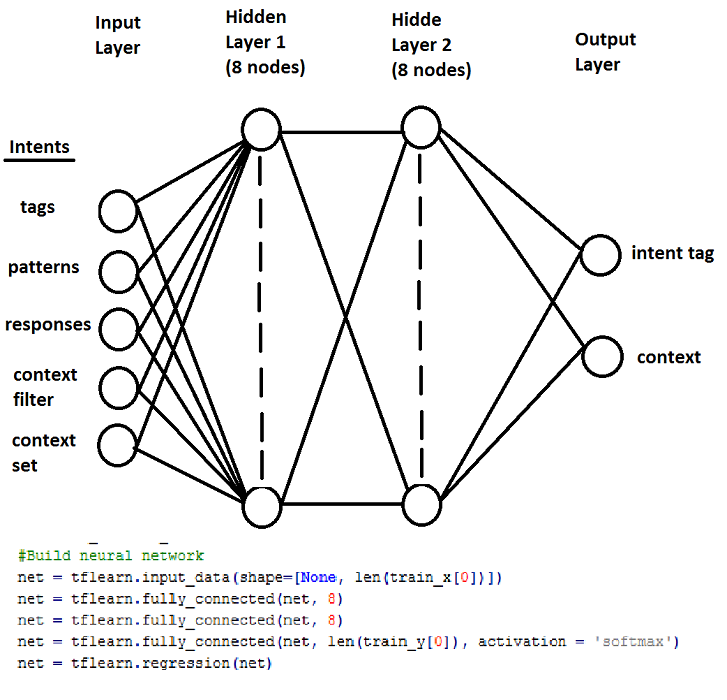 Input
Layer
Hidden
Layer 1
(8 nodes)
Hidde
Layer 2
(8 nodes)
Output
Layer
Intents
tags
patterns
responses
context
filter
context
set
intent tag
context
#Build neural network
net = tflearn.input_data(shape=[None, len(train_x[0])])
net = tflearn.fully_connected(net, 8)
net = tflearn.fully_connected(net, 8)
net = tflearn.fully_connected(net, len(train_y[0]), activation = 'softmax')
net = tflearn.regression(net)